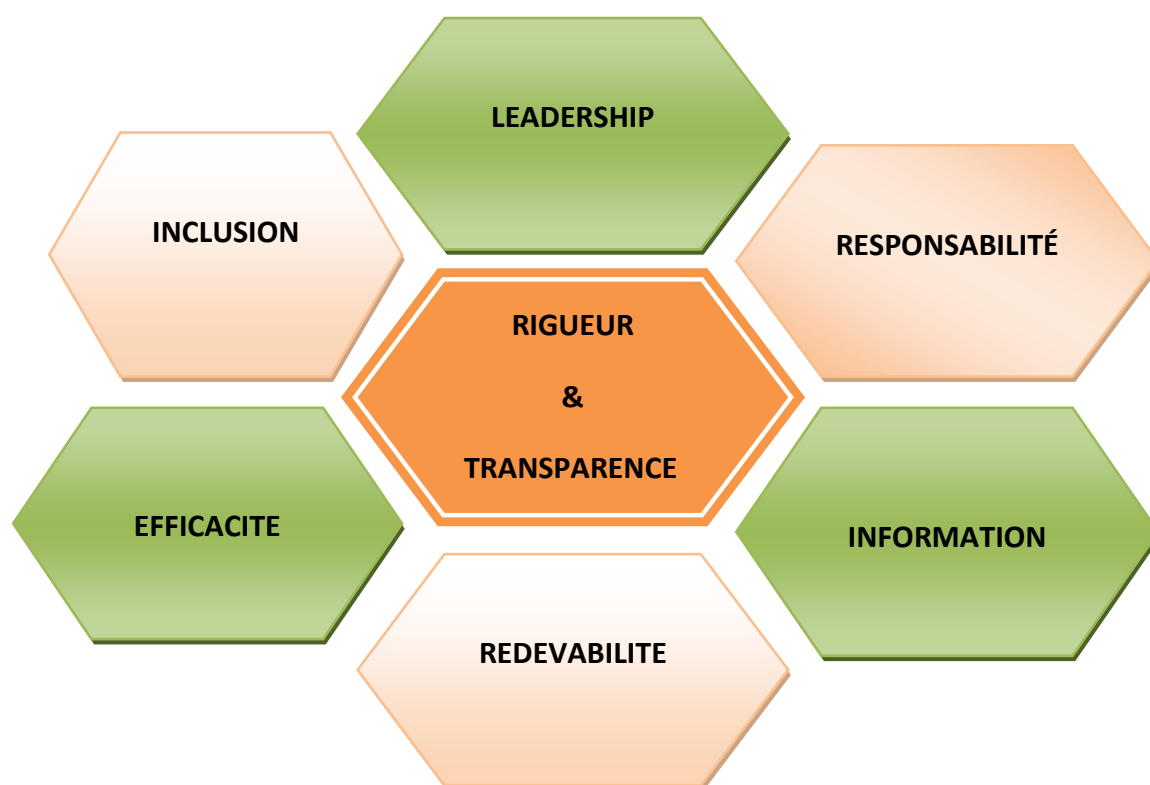 LEADERSHIP
INCLUSION
RESPONSABILITÉ
RIGUEUR
&
TRANSPARENCE
EFFICACITE
INFORMATION
REDEVABILITE